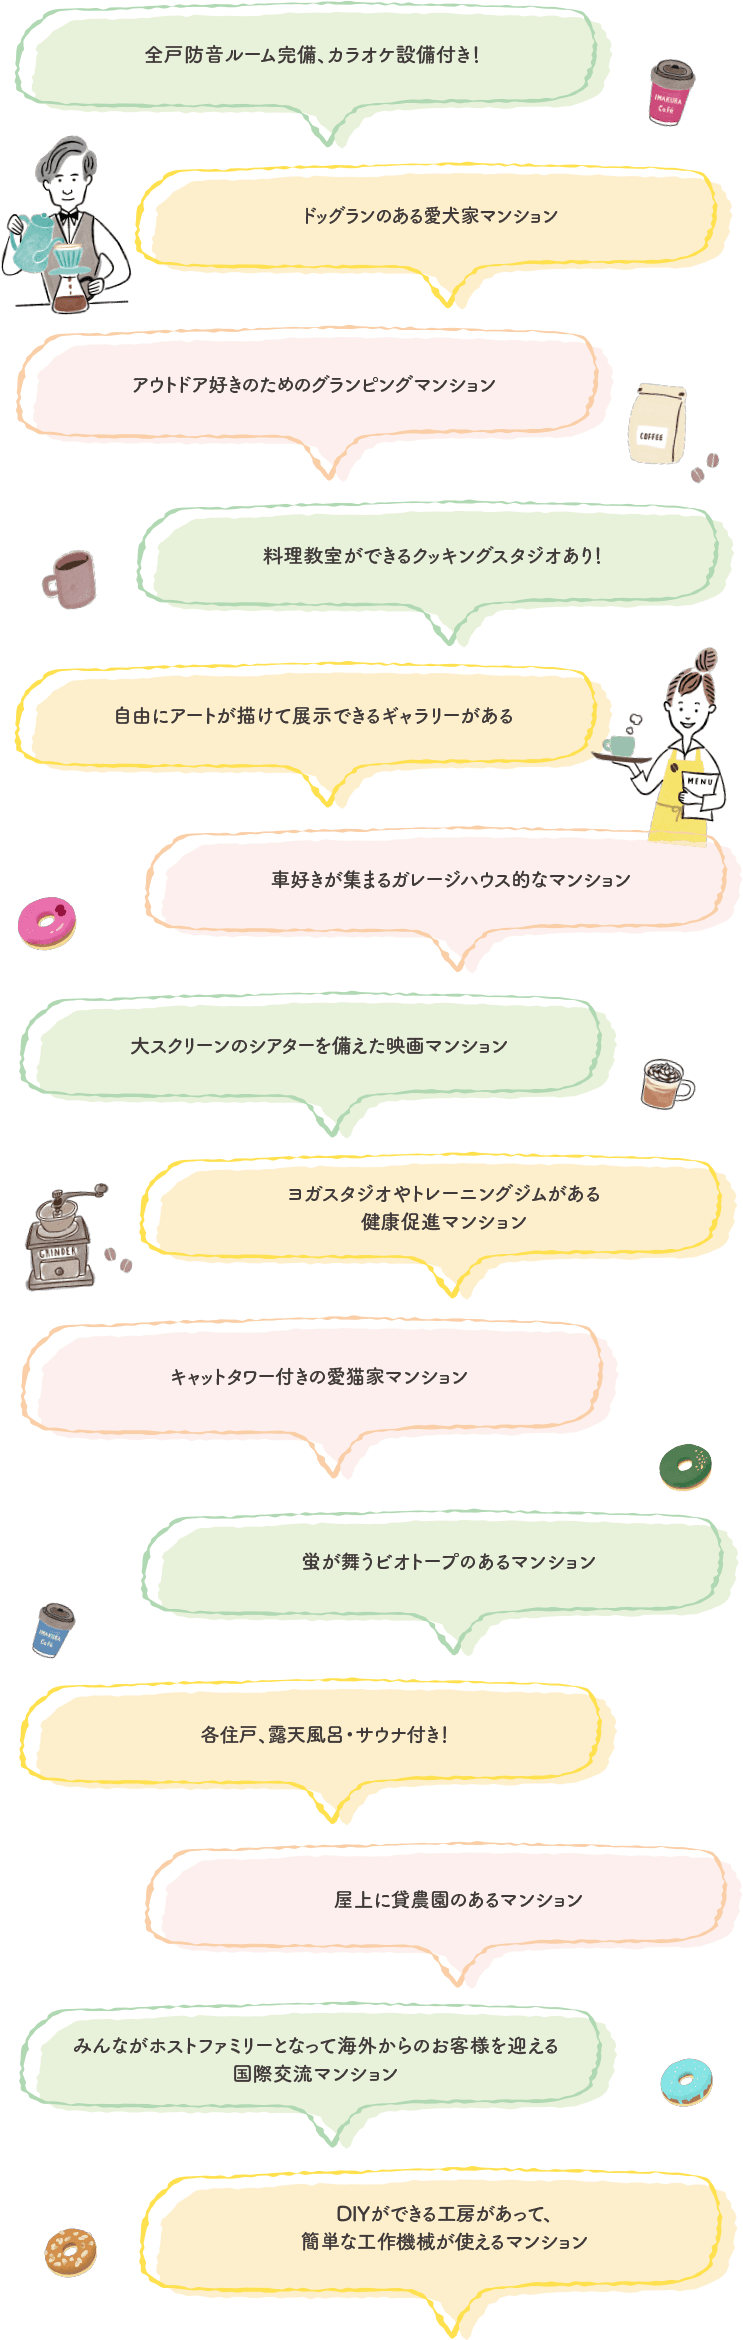 全戸防音ルーム完備、カラオケ設備付き!
IMAKURA
Café
ドッグランのある愛犬家マンション
アウトドア好きのためのグランピングマンション
COFFEE
料理教室ができるクッキングスタジオあり!
自由にアートが描けて展示できるギャラリーがある
MENU
車好きが集まるガレージハウス的なマンション
大スクリーンのシアターを備えた映画マンション
ヨガスタジオやトレーニングジムがある
健康促進マンション
GRINDER
キャットタワー付きの愛猫家マンション
蛍が舞うビオトープのあるマンション
IMAKURA
Café
各住戸、露天風呂・サウナ付き!
屋上に貸農園のあるマンション
みんながホストファミリーとなって海外からのお客様を迎える
国際交流マンション
DIYができる工房があって、
簡単な工作機械が使えるマンション